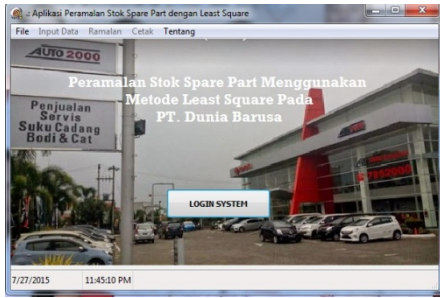 .: Aplikasi Peramalan Stok Spare Part dengan Least Square
File Input Data Ramalan Cetak Tentang
AUTO 2000
Peramalan Stok Spare Part Menggunakan
Metode Least Square Pada
PT. Dunia Barusa
Penjualan
Servis
Suku Cadang
Bodi & Cat
LOGIN SYSTEM
7/27/2015 11:45:10 PM